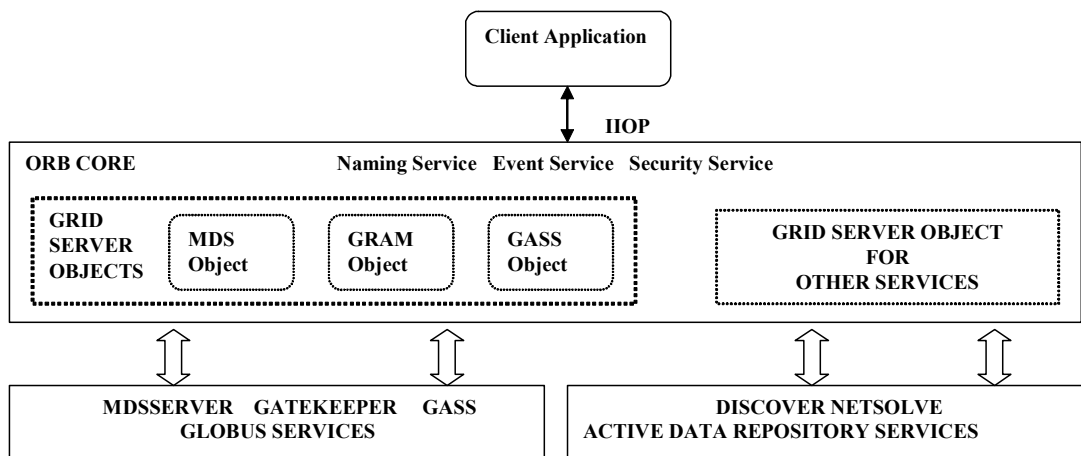 Client Application
IIOP
ORB CORE
Naming Service Event Service Security Service
GRID
SERVER
OBJECTS
MDS
Object
GRAM
Object
GASS
Object
GRID SERVER OBJECT
FOR
OTHER SERVICES
MDSSERVER GATEKEEPER GASS
GLOBUS SERVICES
DISCOVER NETSOLVE
ACTIVE DATA REPOSITORY SERVICES